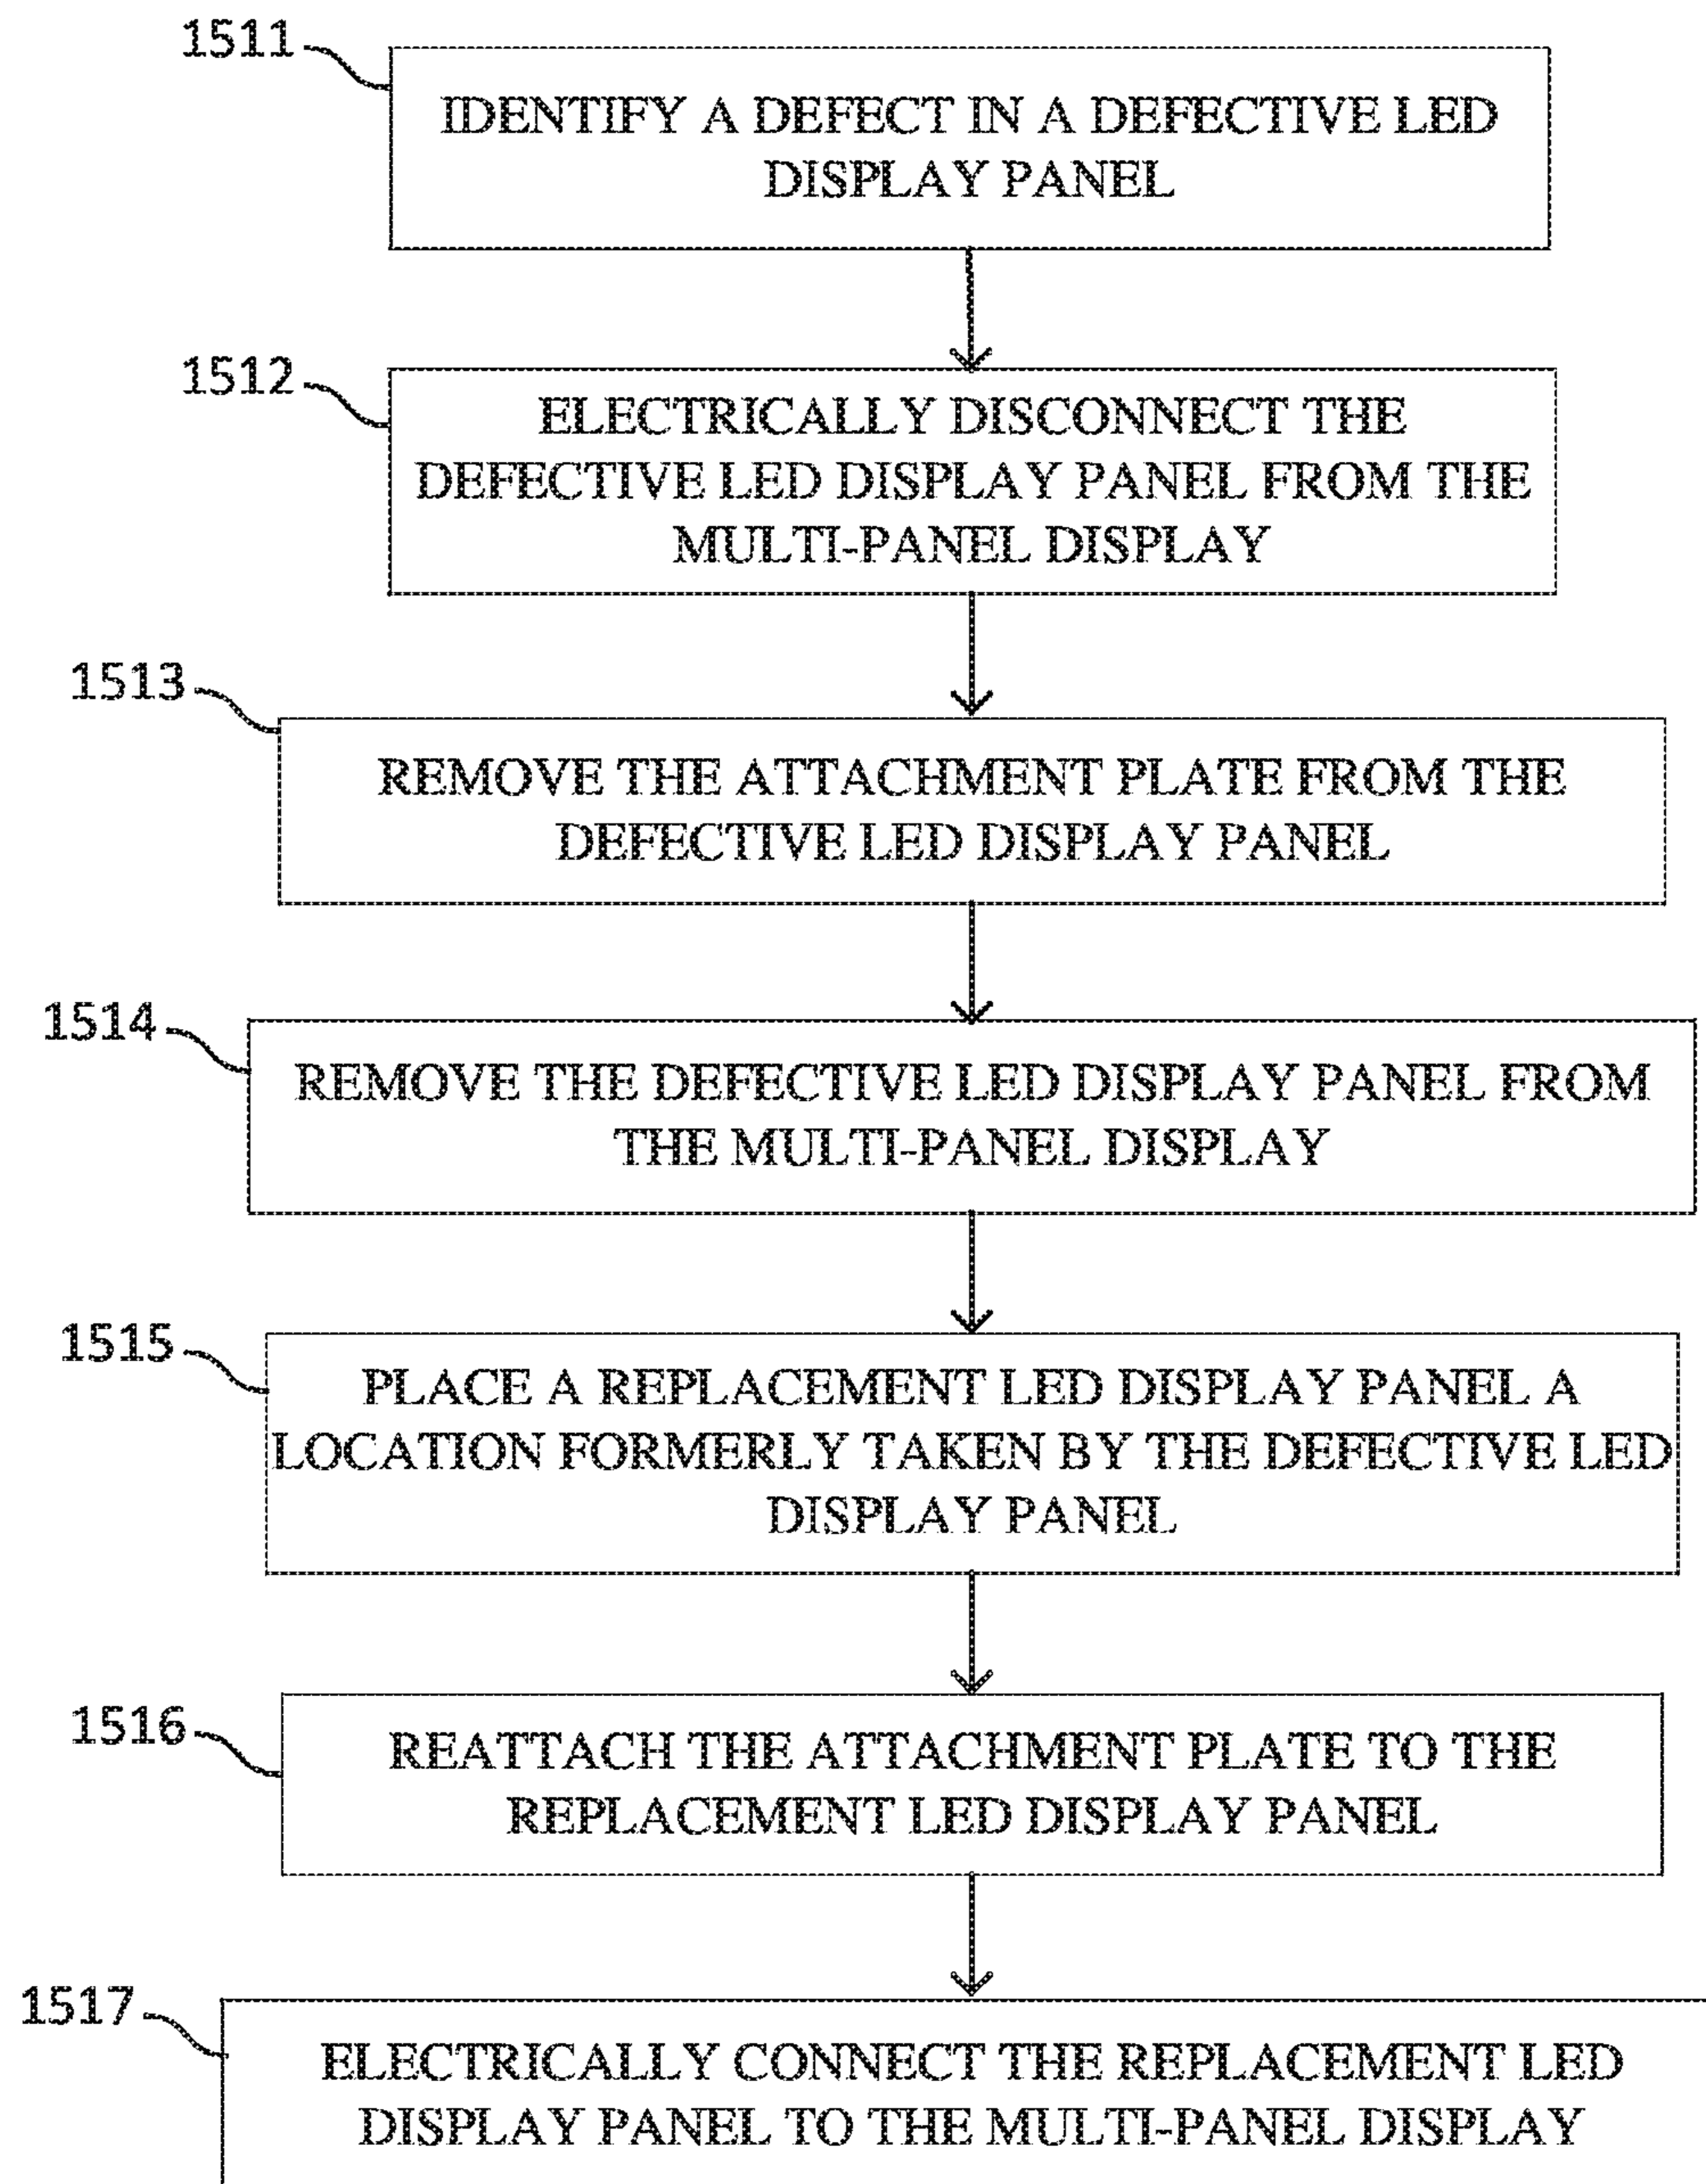 1511
IDENTIFY A DEFECT IN A DEFECTIVE LED
DISPLAY PANEL
1512
ELECTRICALLY DISCONNECT THE
DEFECTIVE LED DISPLAY PANEL FROM THE
MULTI-PANEL DISPLAY
1513
REMOVE THE ATTACHMENT PLATE FROM THE
DEFECTIVE LED DISPLAY PANEL
1514
REMOVE THE DEFECTIVE LED DISPLAY PANEL FROM
THE MULTI-PANEL DISPLAY
1515
PLACE A REPLACEMENT LED DISPLAY PANEL A
LOCATION FORMERLY TAKEN BY THE DEFECTIVE LED
DISPLAY PANEL
1516
REATTACH THE ATTACHMENT PLATE TO THE
REPLACEMENT LED DISPLAY PANEL
1517
ELECTRICALLY CONNECT THE REPLACEMENT LED
DISPLAY PANEL TO THE MULTI-PANEL DISPLAY